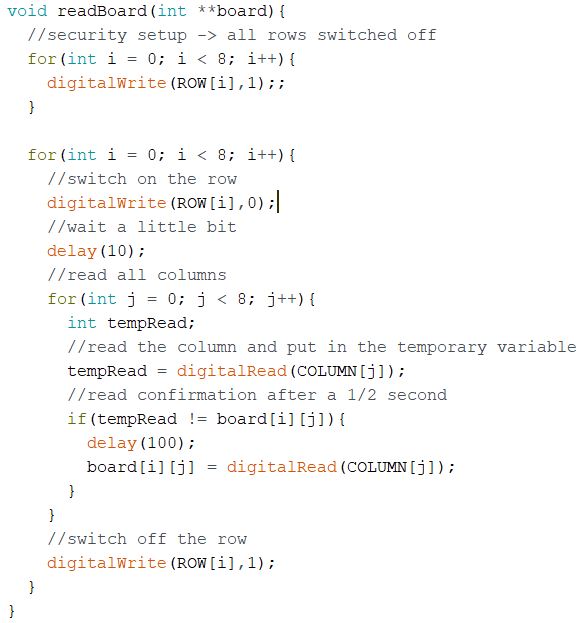 void readBoard(int **board){
  //security setup -> all rows switched off
  for(int i = 0; i < 8; i++){
    digitalWrite(ROW[i],1);;
  }

  for(int i = 0; i < 8; i++){
    //switch on the row
    digitalWrite(ROW[i],0);
    //wait a little bit
    delay(10);
    //read all columns
    for(int j = 0; j < 8; j++){
      int tempRead;
      //read the column and put in the temporary variable
      tempRead = digitalRead(COLUMN[j]);
      //read confirmation after a 1/2 second
      if(tempRead != board[i][j]){
        delay(100);
        board[i][j] = digitalRead(COLUMN[j]);
      }
    }
    //switch off the row
    digitalWrite(ROW[i],1);
  }
}